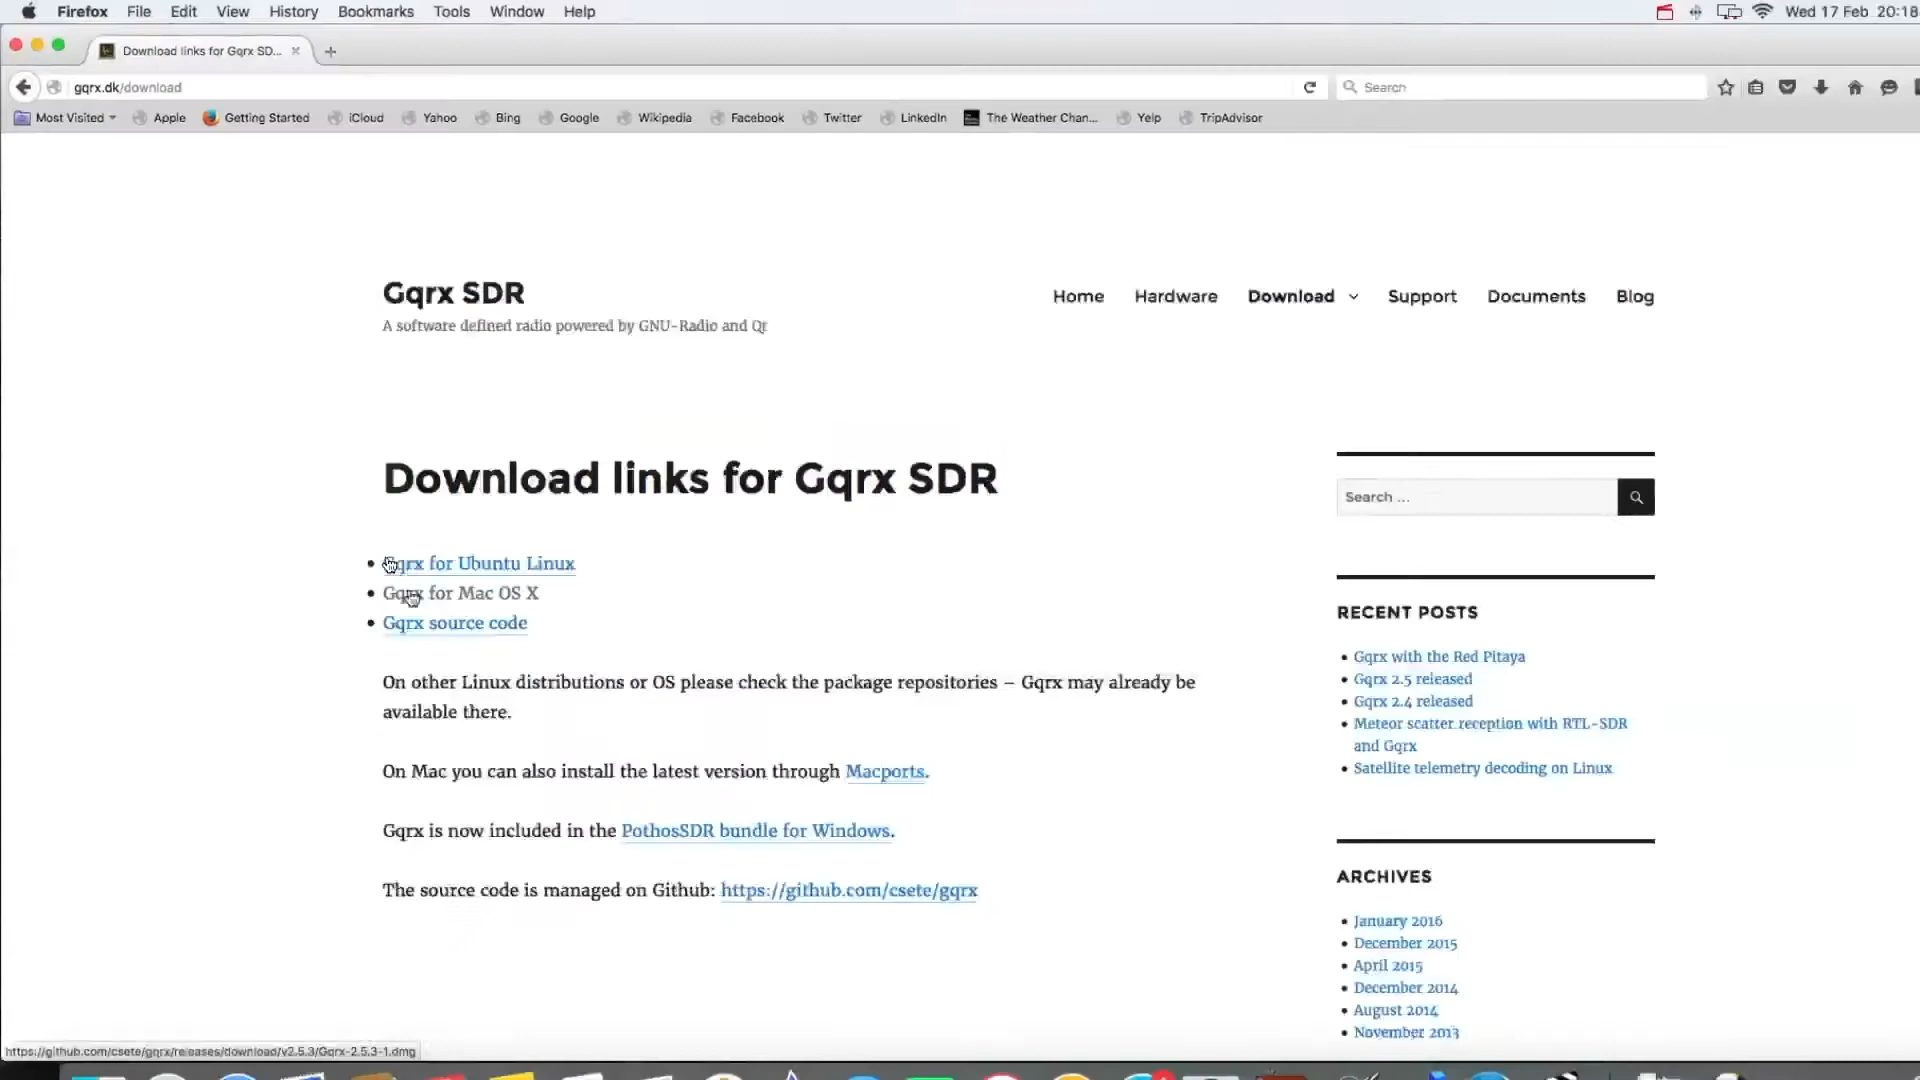 Firefox File Edit View History Bookmarks Tools Window Help Wed 17 Feb 20:18
Download links for Gqrx SD...
gqrx.dk/download
Search
Most Visited Apple Getting Started iCloud Yahoo Bing Google Wikipedia Facebook Twitter LinkedIn The Weather Chan... Yelp TripAdvisor
Gqrx SDR
A software defined radio powered by GNU-Radio and Qt
Home Hardware Download Support Documents Blog
Download links for Gqrx SDR
Gqrx for Ubuntu Linux
Gqrx for Mac OS X
Gqrx source code
On other Linux distributions or OS please check the package repositories – Gqrx may already be
available there.
On Mac you can also install the latest version through Macports.
Gqrx is now included in the PothosSDR bundle for Windows.
The source code is managed on Github: https://github.com/csete/gqrx
Search ...
RECENT POSTS
Gqrx with the Red Pitaya
Gqrx 2.5 released
Gqrx 2.4 released
Meteor scatter reception with RTL-SDR
and Gqrx
Satellite telemetry decoding on Linux
ARCHIVES
January 2016
December 2015
April 2015
December 2014
August 2014
November 2013
https://github.com/csete/gqrx/releases/download/v2.5.3/Gqrx-2.5.3-1.dmg